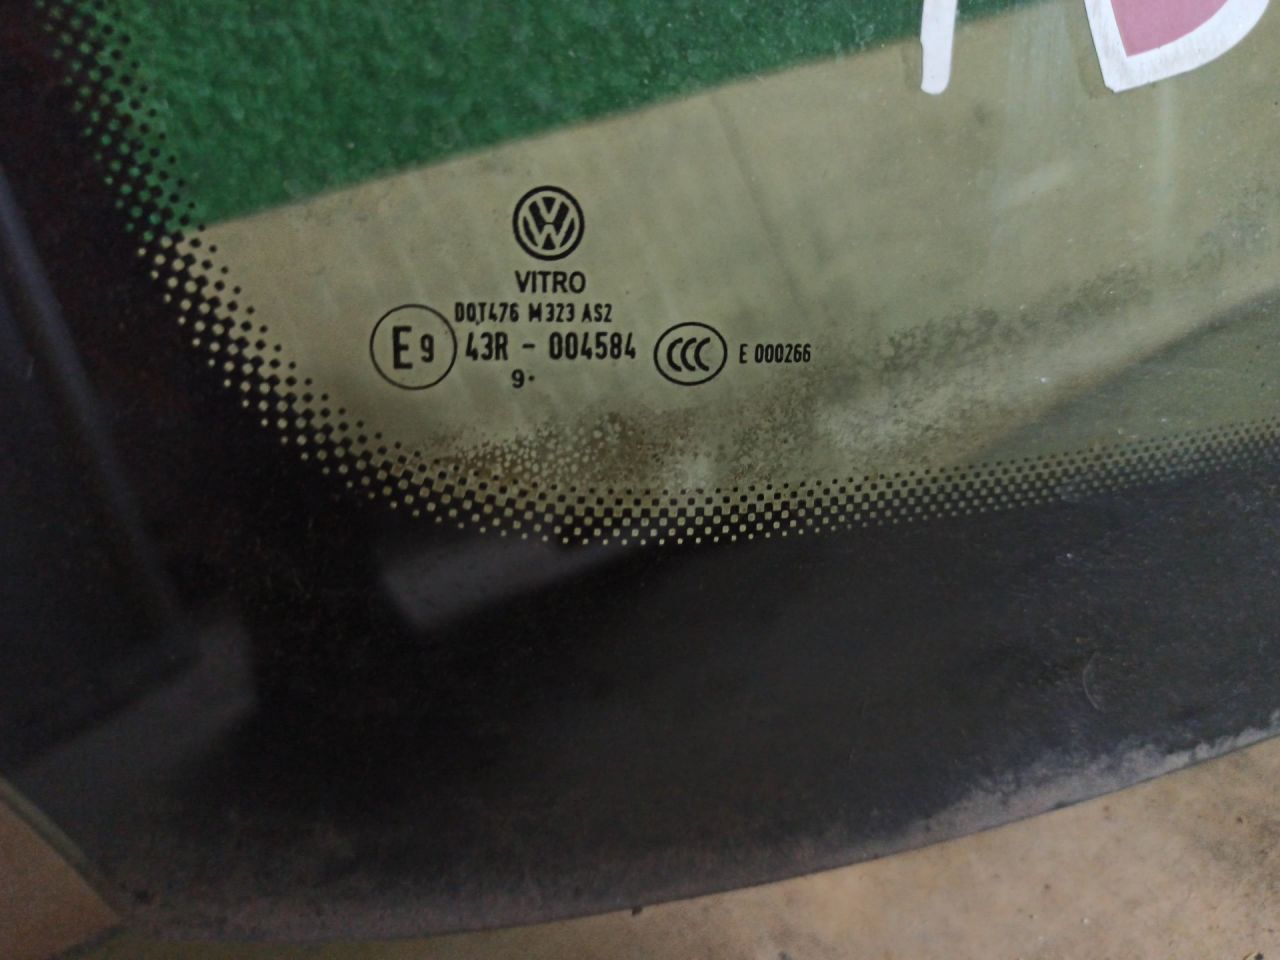 VITRO
DOT476 M323 AS2
E9 43R - 004584 CCC E 000266
9·